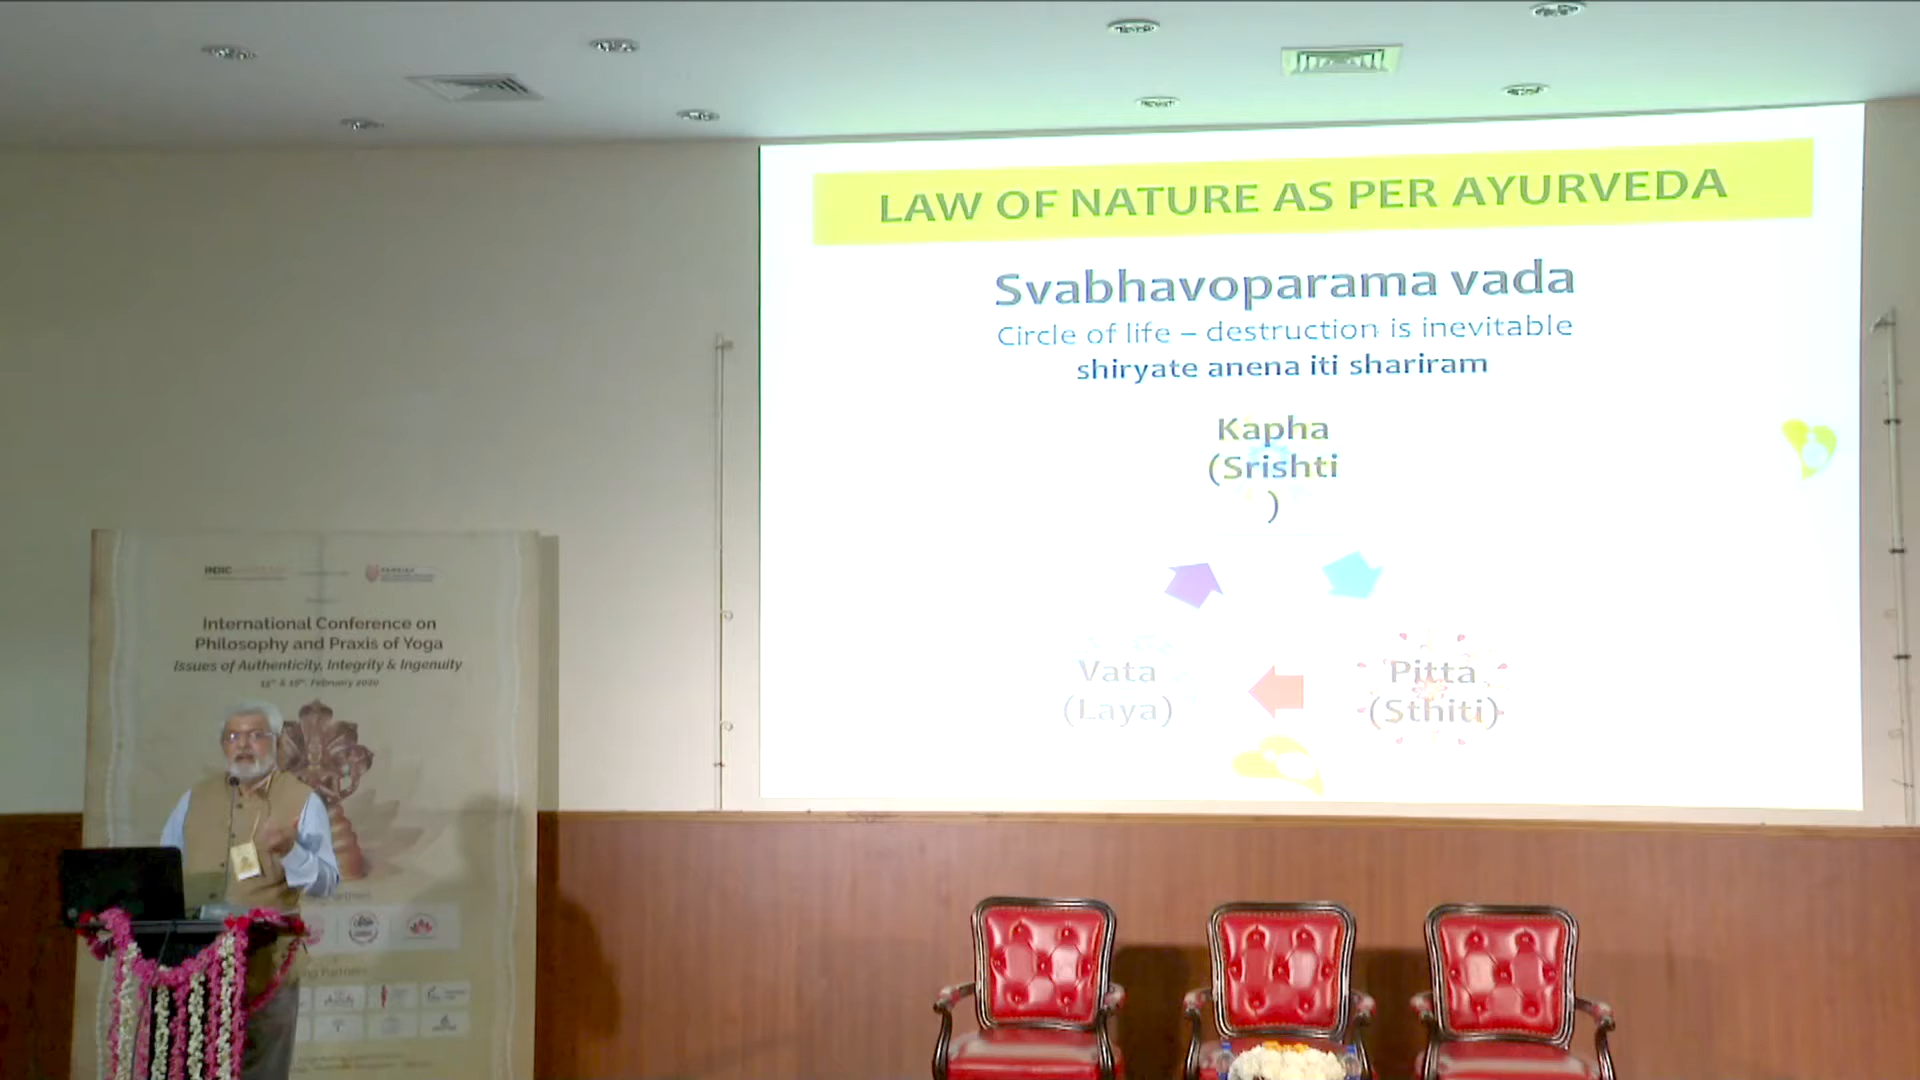 LAW OF NATURE AS PER AYURVEDA
Svabhavoparama vada
Circle of life – destruction is inevitable
shiryate anena iti shariram
Kapha
(Srishti
)
Vata
(Laya)
Pitta
(Sthiti)
INDIC
International Conference on
Philosophy and Praxis of Yoga
Issues of Authenticity, Integrity & Ingenuity